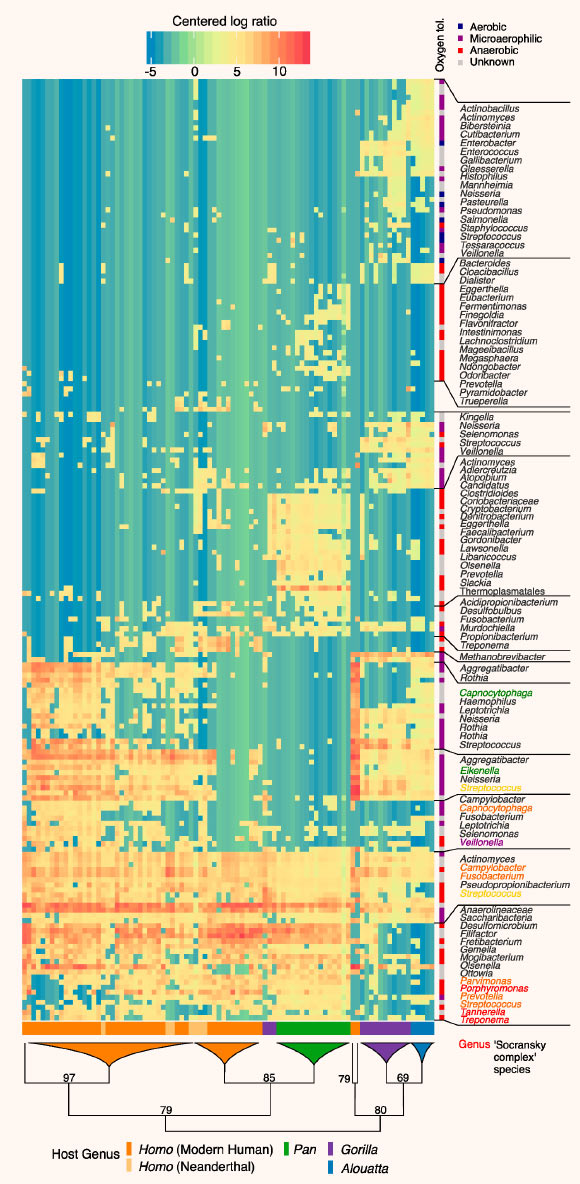 Centered log ratio
-5 0 5 10
Oxygen tol.
Aerobic
Microaerophilic
Anaerobic
Unknown
Actinobacillus
Actinomyces
Bibersteinia
Cutibacterium
Enterobacter
Enterococcus
Gallibacterium
Glaesserella
Histophilus
Mannheimia
Neisseria
Pasteurella
Pseudomonas
Salmonella
Staphylococcus
Streptococcus
Tessaracoccus
Veillonella
Bacteroides
Cloacibacillus
Dialister
Eggerthella
Eubacterium
Fermentimonas
Finegoldia
Flavonifractor
Intestinimonas
Lachnoclostridium
Mageeibacillus
Megasphaera
Ndongobacter
Odoribacter
Prevotella
Pyramidobacter
Trueperella
Kingella
Neisseria
Selenomonas
Streptococcus
Veillonella
Actinomyces
Adlercreutzia
Atopobium
Candidatus
Clostridioides
Coriobacteriaceae
Cryptobacterium
Denitrobacterium
Eggerthella
Faecalibacterium
Gordonibacter
Lawsonella
Libanicoccus
Olsenella
Prevotella
Slackia
Thermoplasmatales
Acidipropionibacterium
Desulfobulbus
Fusobacterium
Murdochiella
Propionibacterium
Treponema
Methanobrevibacter
Aggregatibacter
Rothia
Capnocytophaga
Haemophilus
Leptotrichia
Neisseria
Rothia
Rothia
Streptococcus
Aggregatibacter
Eikenella
Neisseria
Streptococcus
Campylobacter
Capnocytophaga
Fusobacterium
Leptotrichia
Selenomonas
Veillonella
Actinomyces
Campylobacter
Fusobacterium
Pseudopropionibacterium
Streptococcus
Anaerolineaceae
Saccharibacteria
Desulfomicrobium
Filifactor
Fretibacterium
Gemella
Mogibacterium
Olsenella
Ottowia
Parvimonas
Porphyromonas
Prevotella
Streptococcus
Tannerella
Treponema
Genus 'Socransky
complex'
species
97 85 79 69
79 80
Host Genus
Homo (Modern Human)
Homo (Neanderthal)
Pan
Gorilla
Alouatta